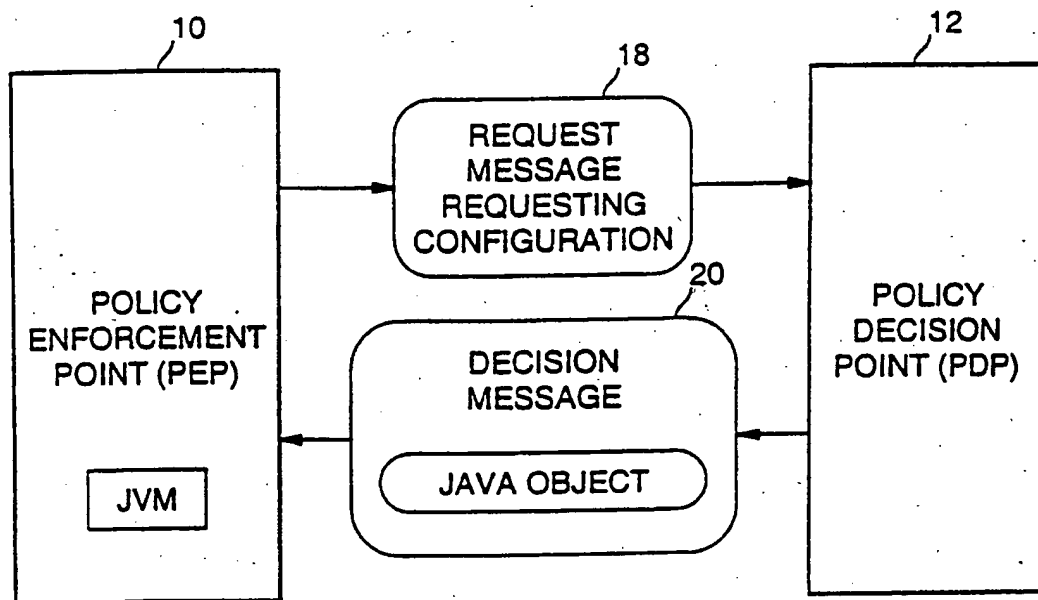 10
18
12
REQUEST
MESSAGE
REQUESTING
CONFIGURATION
20
POLICY
ENFORCEMENT
POINT (PEP)
DECISION
MESSAGE
POLICY
DECISION
POINT (PDP)
JAVA OBJECT
JVM